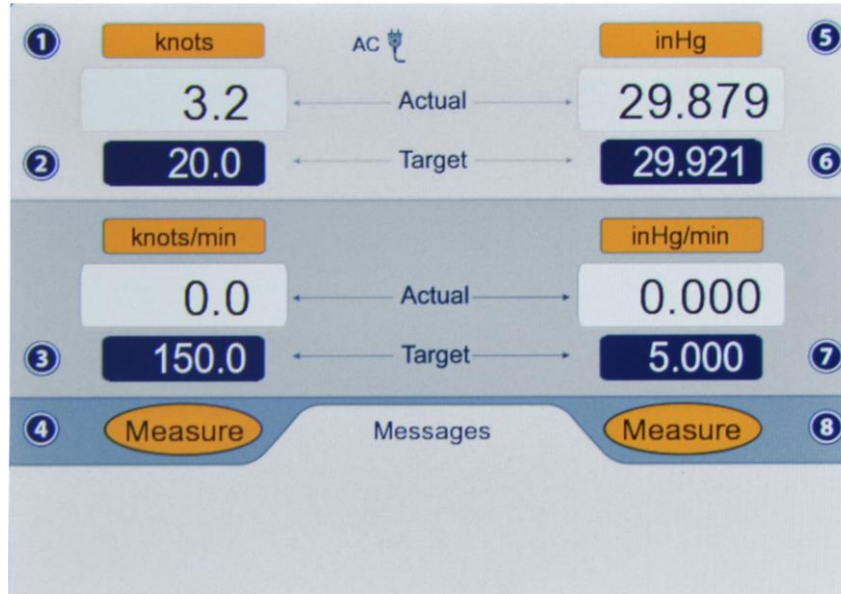 1 knots AC inHg 5
3.2 Actual 29.879
2 20.0 Target 29.921 6
knots/min inHg/min
0.0 Actual 0.000
3 150.0 Target 5.000 7
4 Measure Messages Measure 8